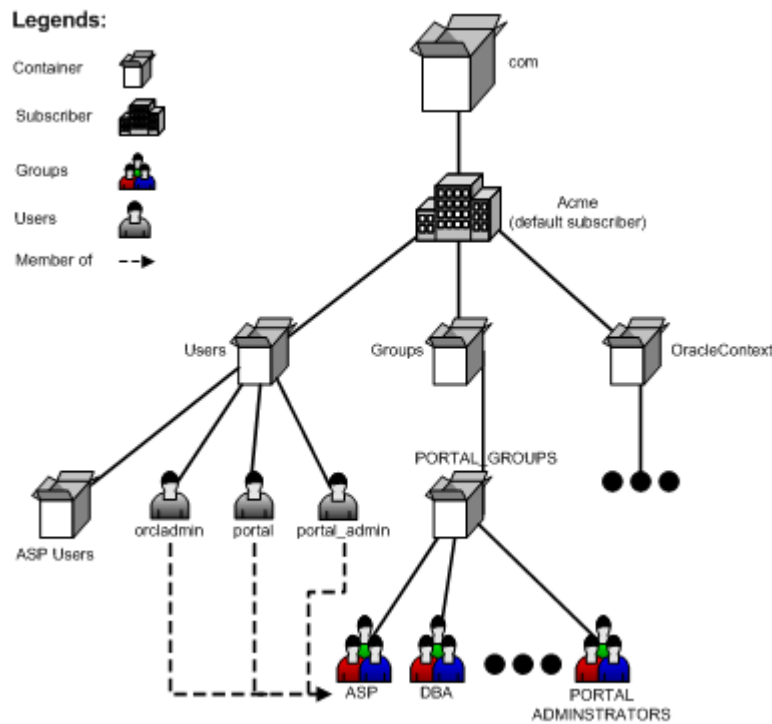 Legends:
Container
Subscriber
Groups
Users
Member of
com
Acme
(default subscriber)
Users
Groups
OracleContext
PORTAL_GROUPS
ASP Users
orcladmin
portal
portal_admin
ASP
DBA
PORTAL
ADMINSTRATORS